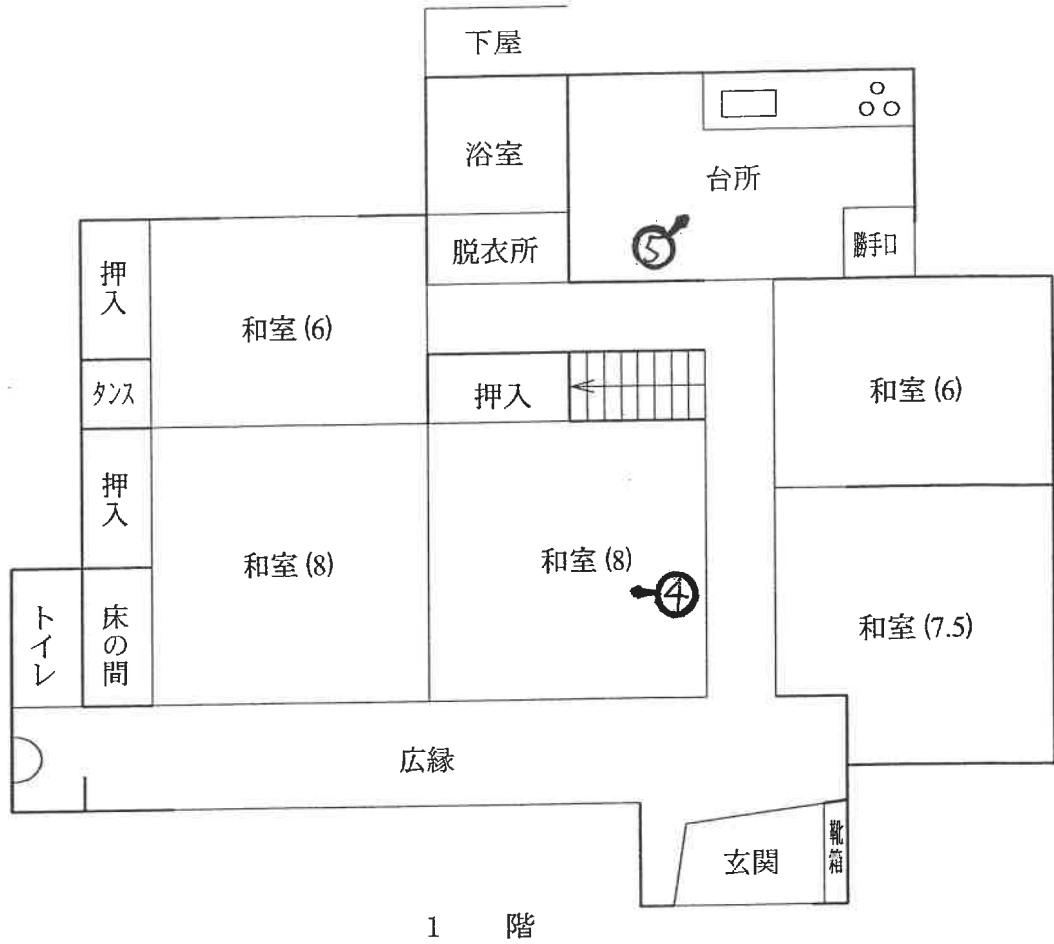 下屋
浴室
台所
脱衣所
⑤
勝手口
押入
和室 (6)
タンス
押入
和室 (6)
押入
和室 (8)
和室 (8)
④
和室 (7.5)
トイレ
床の間
広縁
玄関
靴箱
1 階